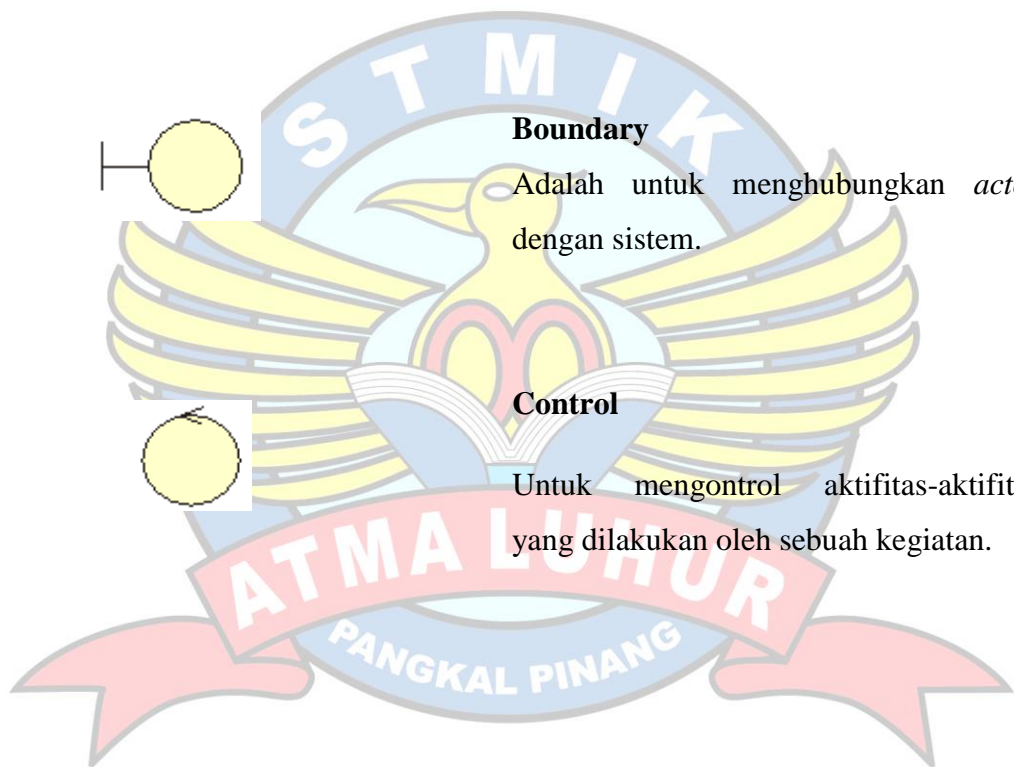 STMIK
Boundary
Adalah untuk menghubungkan
dengan sistem.
Control
Untuk mengontrol
yang dilakukan oleh sebuah kegiatan.
ATMA LUHUR
PANGKAL PINANG